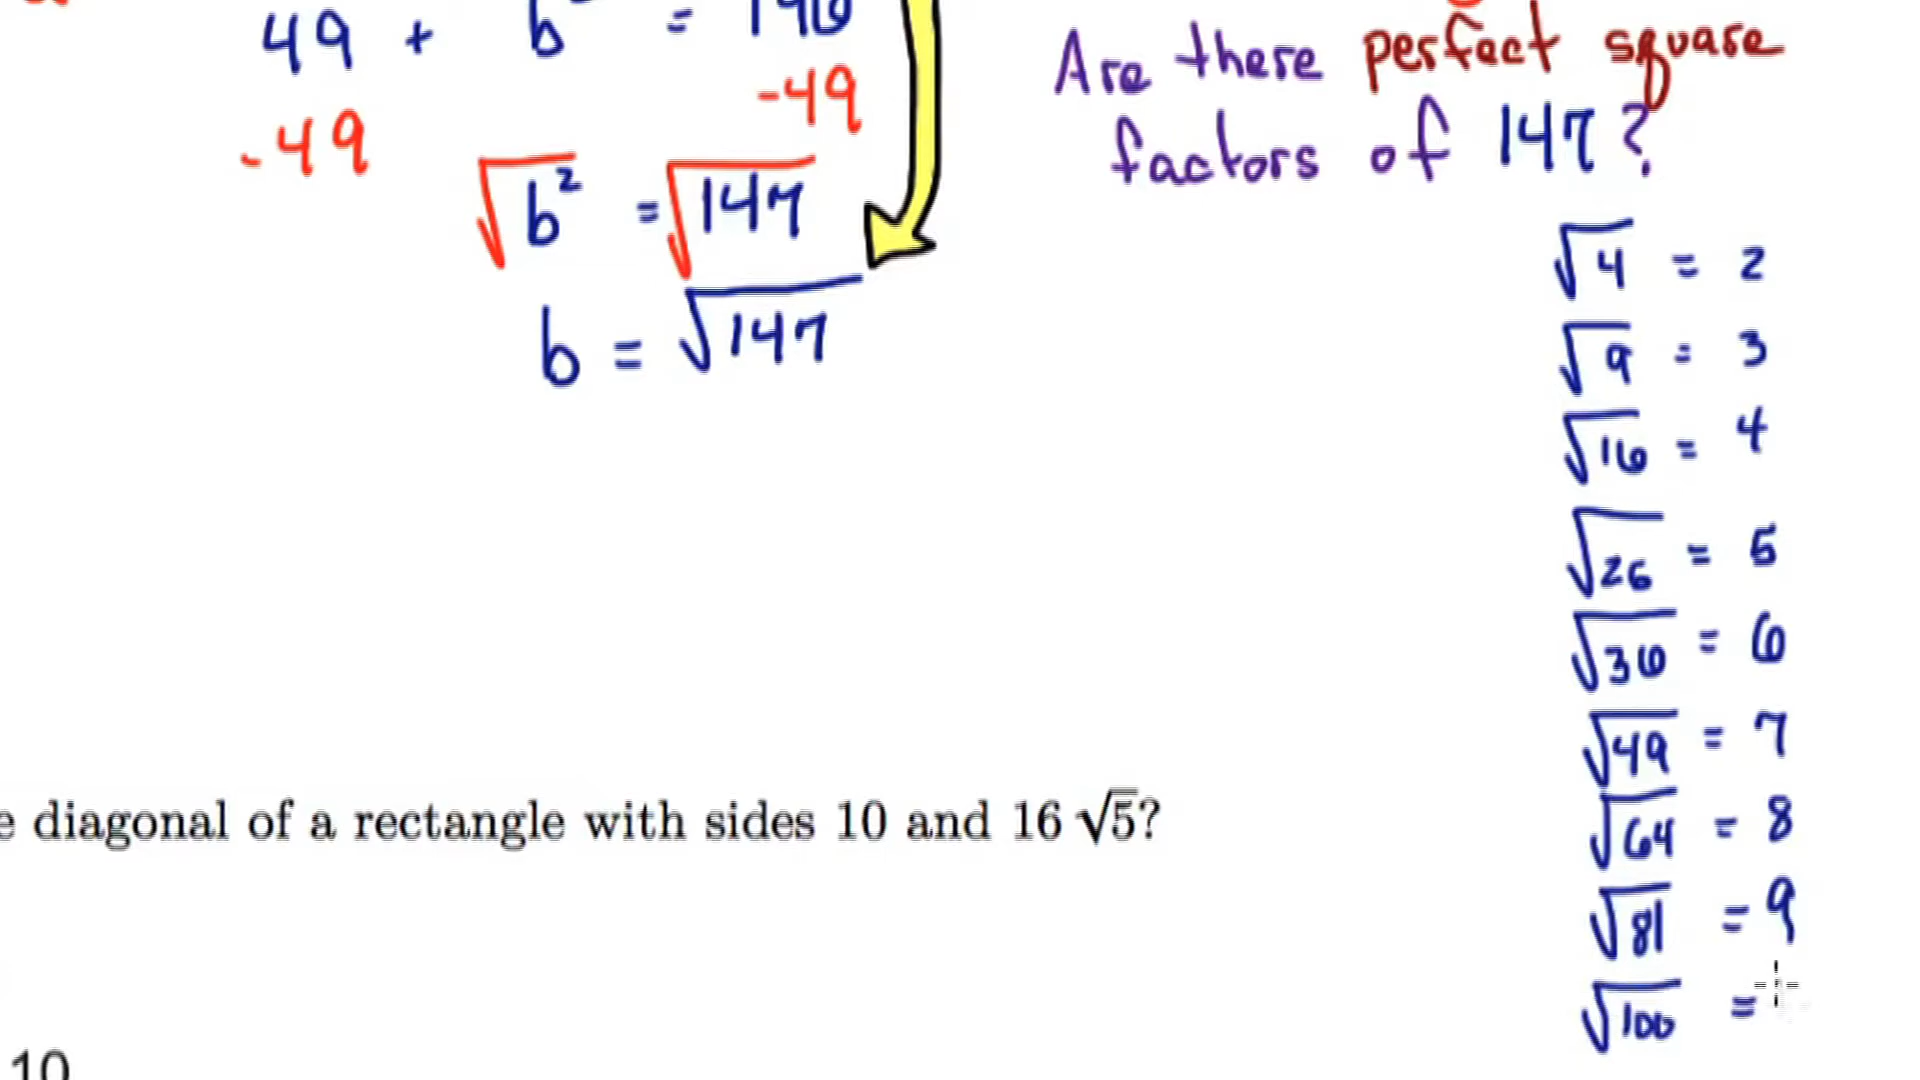 49 + b² = 196
-49 -49
√b² = √147
b = √147
Are there perfect square
factors of 147?
√4 = 2
√9 = 3
√16 = 4
√25 = 5
√36 = 6
√49 = 7
√64 = 8
√81 = 9
√100 =
diagonal of a rectangle with sides 10 and 16 √5?
10